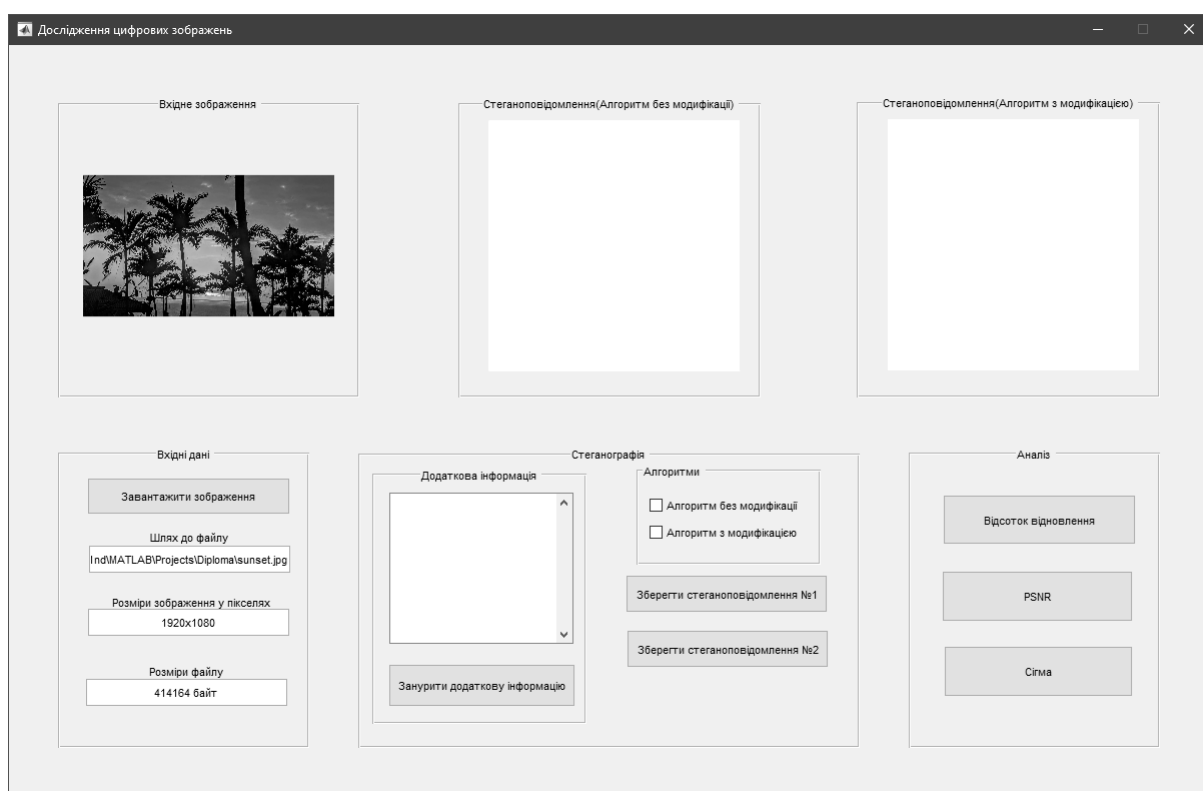 Дослідження цифрових зображень
Вхідне зображення
Стеганоповідомлення(Алгоритм без модифікації)
Стеганоповідомлення(Алгоритм з модифікацією)
Вхідні дані
Завантажити зображення
Шлях до файлу
Ind\MATLAB\Projects\Diploma\sunset.jpg
Розміри зображення у пікселях
1920x1080
Розміри файлу
414164 байт
Стеганографія
Додаткова інформація
Занурити додаткову інформацію
Алгоритми
Алгоритм без модифікації
Алгоритм з модифікацією
Зберегти стеганоповідомлення №1
Зберегти стеганоповідомлення №2
Аналіз
Відсоток відновлення
PSNR
Сігма